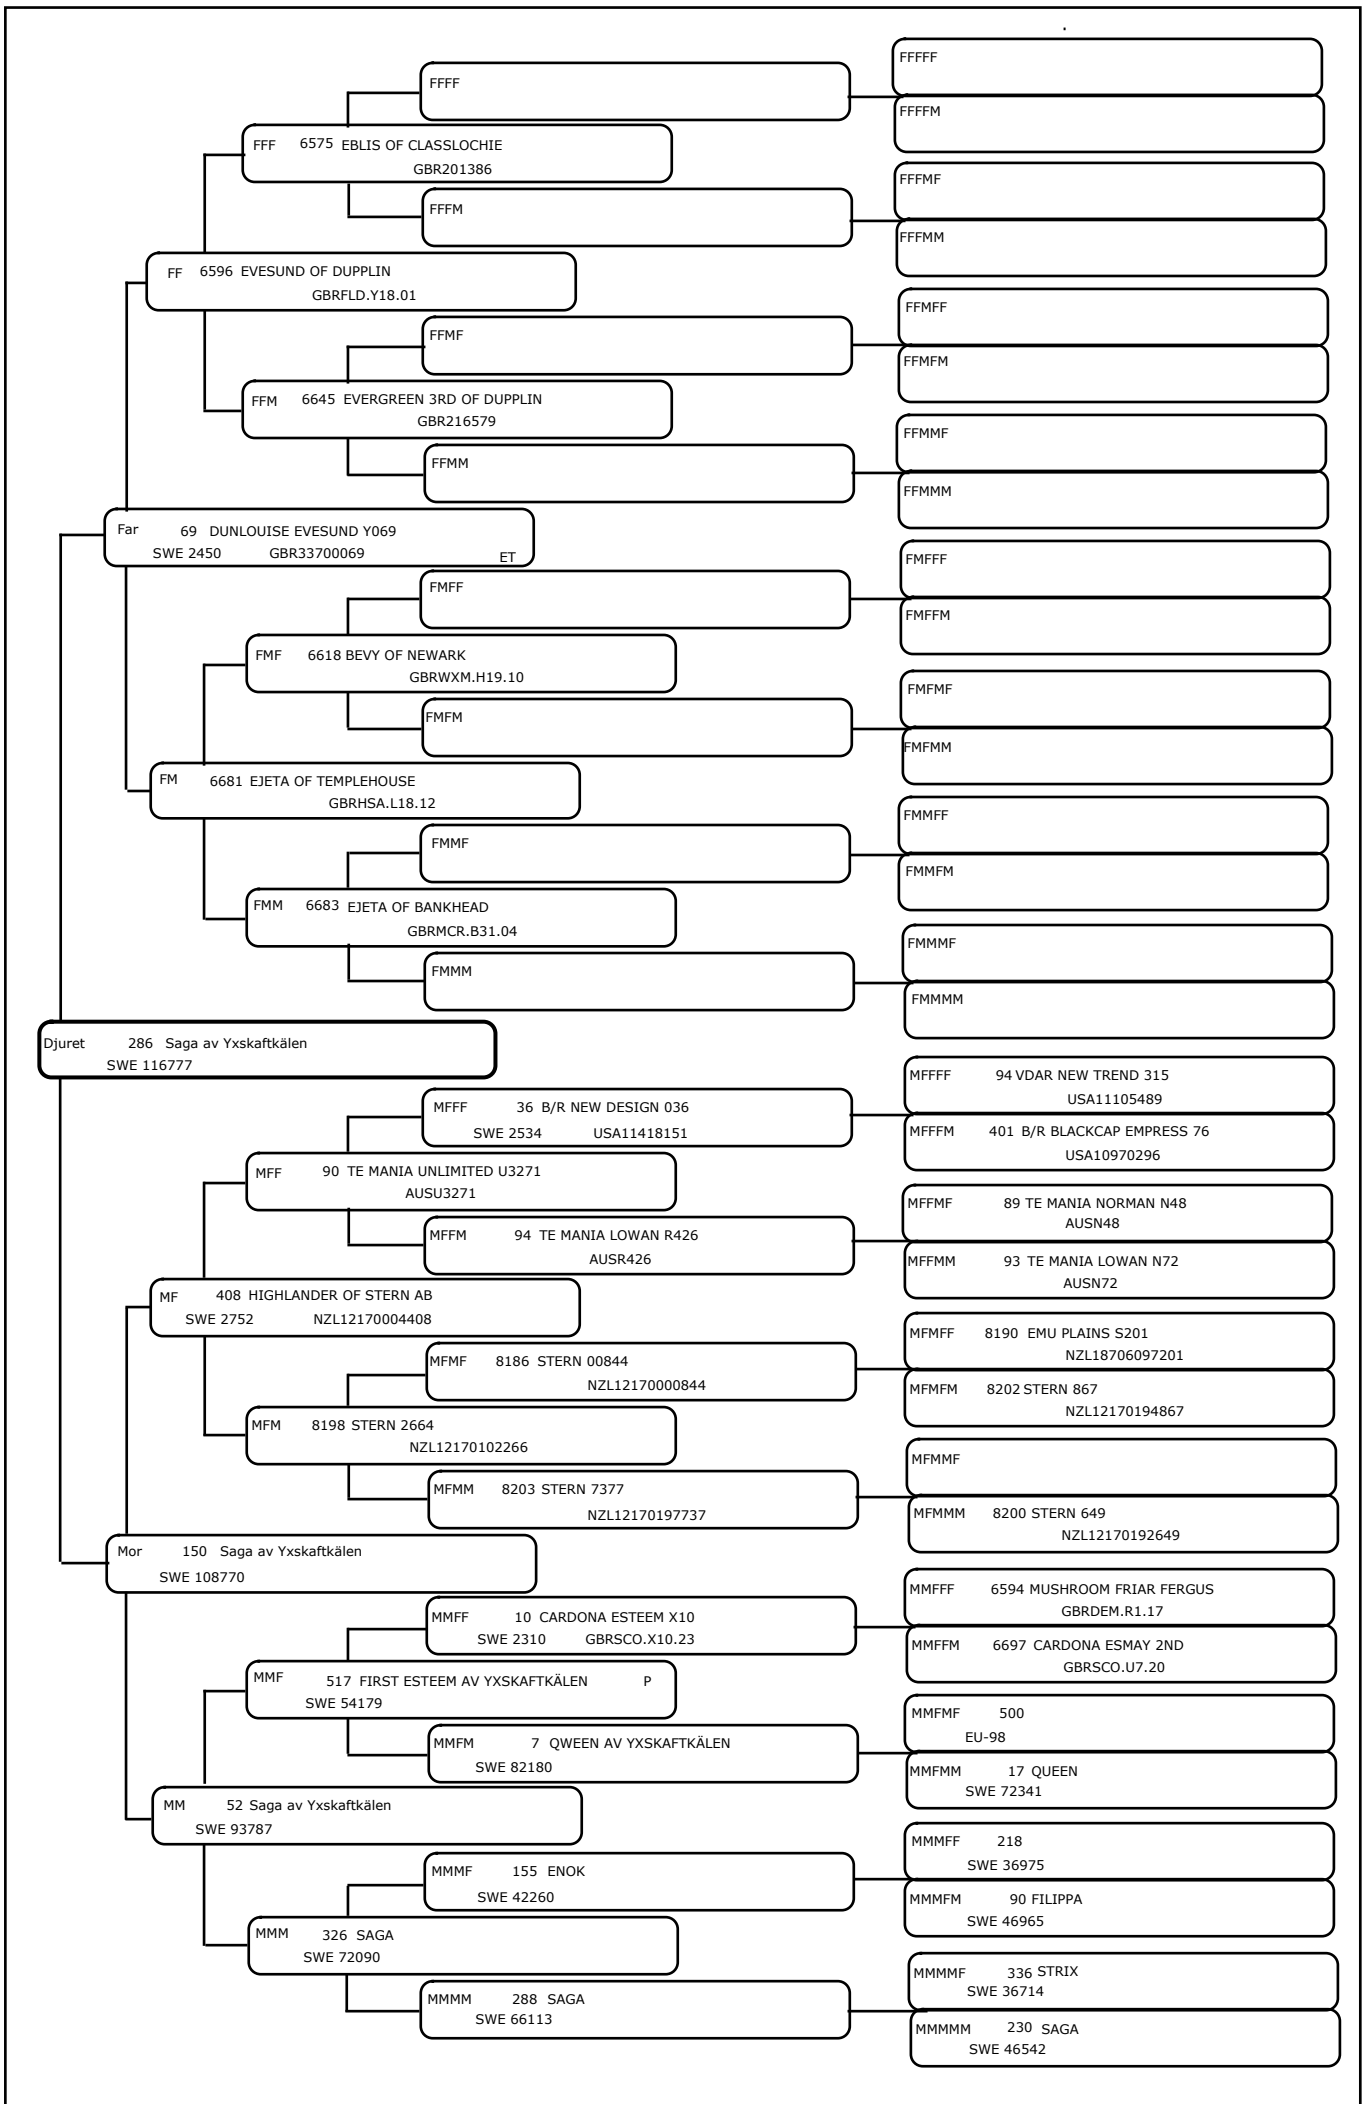 FFFFF
FFFF
FFFFM
FFF 6575 EBLIS OF CLASSLOCHIE
GBR201386
FFFMF
FFFM
FFFMM
FF 6596 EVESUND OF DUPPLIN
GBRFLD.Y18.01
FFMFF
FFMF
FFMFM
FFM 6645 EVERGREEN 3RD OF DUPPLIN
GBR216579
FFMMF
FFMM
FFMMM
Far 69 DUNLOUISE EVESUND Y069
SWE 2450 GBR33700069 ET
FMFFF
FMFF
FMFFM
FMF 6618 BEVY OF NEWARK
GBRWXM.H19.10
FMFMF
FMFM
FMFMM
FM 6681 EJETA OF TEMPLEHOUSE
GBRHSA.L18.12
FMMFF
FMMF
FMMFM
FMM 6683 EJETA OF BANKHEAD
GBRMCR.B31.04
FMMMF
FMMM
FMMMM
Djuret 286 Saga av Yxskaftkälen
SWE 116777
MFFFF 94 VDAR NEW TREND 315
USA11105489
MFFF 36 B/R NEW DESIGN 036
SWE 2534 USA11418151
MFFFM 401 B/R BLACKCAP EMPRESS 76
USA10970296
MFF 90 TE MANIA UNLIMITED U3271
AUSU3271
MFFMF 89 TE MANIA NORMAN N48
AUSN48
MFFM 94 TE MANIA LOWAN R426
AUSR426
MFFMM 93 TE MANIA LOWAN N72
AUSN72
MF 408 HIGHLANDER OF STERN AB
SWE 2752 NZL12170004408
MFMFF 8190 EMU PLAINS S201
NZL18706097201
MFMF 8186 STERN 00844
NZL12170000844
MFMFM 8202 STERN 867
NZL12170194867
MFM 8198 STERN 2664
NZL12170102266
MFMMF
MFMM 8203 STERN 7377
NZL12170197737
MFMMM 8200 STERN 649
NZL12170192649
Mor 150 Saga av Yxskaftkälen
SWE 108770
MMFFF 6594 MUSHROOM FRIAR FERGUS
GBRDEM.R1.17
MMFF 10 CARDONA ESTEEM X10
SWE 2310 GBRSCO.X10.23
MMFFM 6697 CARDONA ESMAY 2ND
GBRSCO.U7.20
MMF 517 FIRST ESTEEM AV YXSKAFTKÄLEN P
SWE 54179
MMFMF 500
EU-98
MMFM 7 QWEEN AV YXSKAFTKÄLEN
SWE 82180
MMFMM 17 QUEEN
SWE 72341
MM 52 Saga av Yxskaftkälen
SWE 93787
MMMFF 218
SWE 36975
MMMF 155 ENOK
SWE 42260
MMMFM 90 FILIPPA
SWE 46965
MMM 326 SAGA
SWE 72090
MMMMF 336 STRIX
SWE 36714
MMMM 288 SAGA
SWE 66113
MMMMM 230 SAGA
SWE 46542